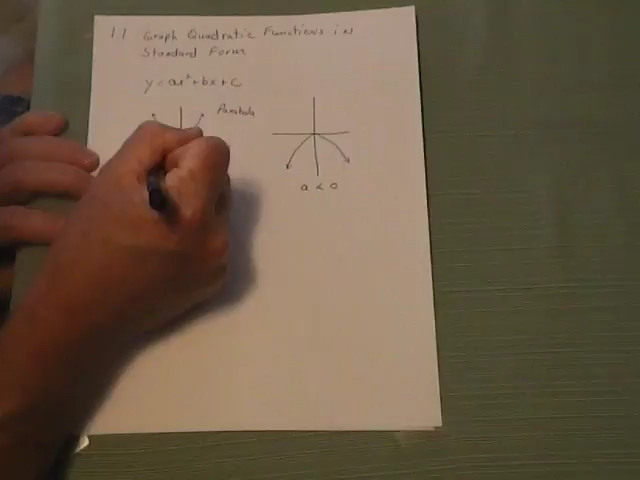 1.1 Graph Quadratic Functions in
Standard Form
y = ax² + bx + c
Parabola
a < 0